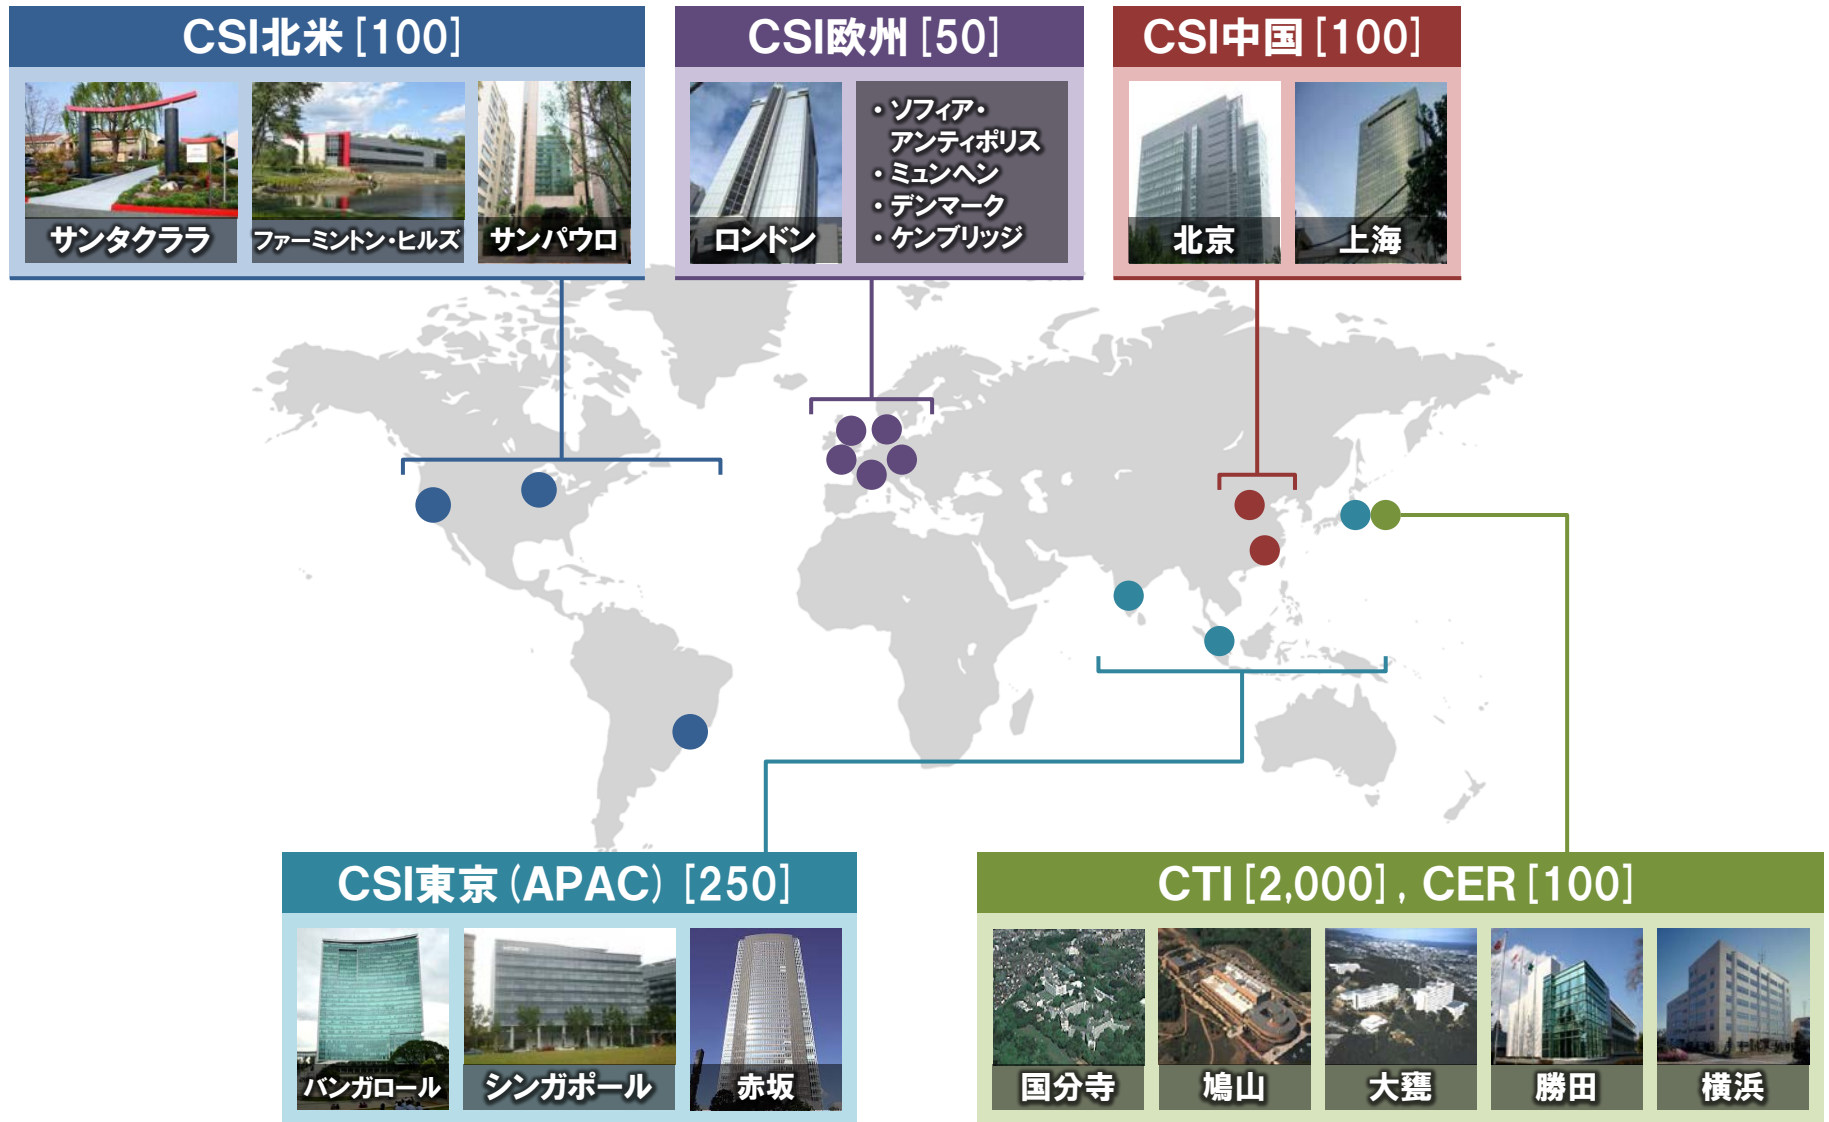 CSI北米[100]
サンタクララ
ファーミントン・ヒルズ
サンパウロ
CSI欧州[50]
ロンドン
・ソフィア・
アンティポリス
・ミュンヘン
・デンマーク
・ケンブリッジ
CSI中国[100]
北京
上海
CSI東京(APAC) [250]
バンガロール
シンガポール
赤坂
CTI[2,000], CER[100]
国分寺
鳩山
大甕
勝田
横浜